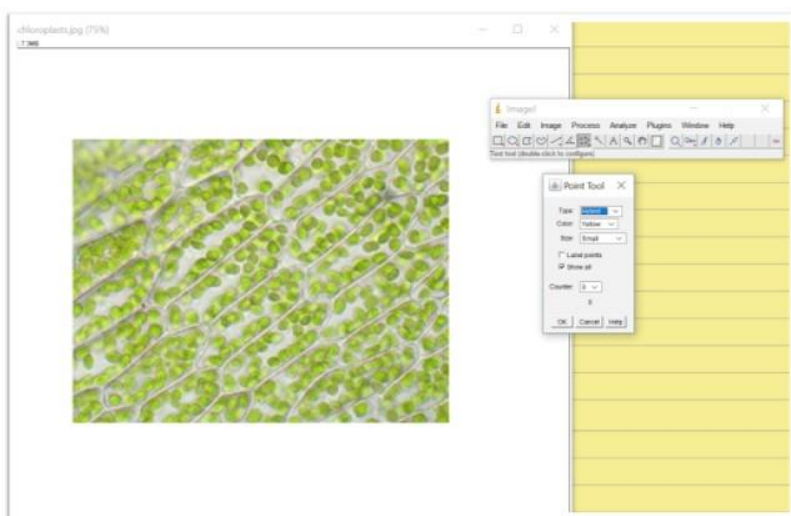 chloroplasts.jpg (75%)
ImageJ
File Edit Image Process Analyze Plugins Window Help
Text tool (double-click to configure)
Point Tool
Type: Hybrid
Color: Yellow
Size: Small
Label points
Show all
Counter: 0
0
OK Cancel Help